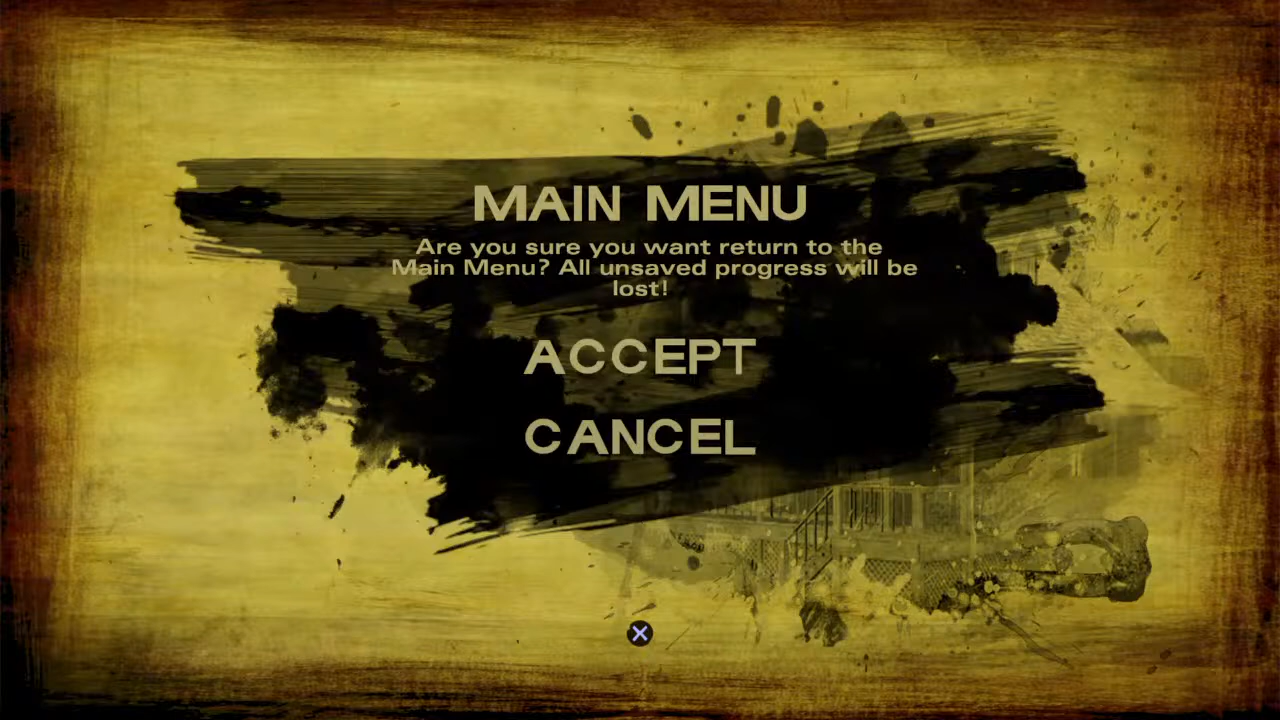 MAIN MENU
Are you sure you want return to the
Main Menu? All unsaved progress will be
lost!
ACCEPT
CANCEL